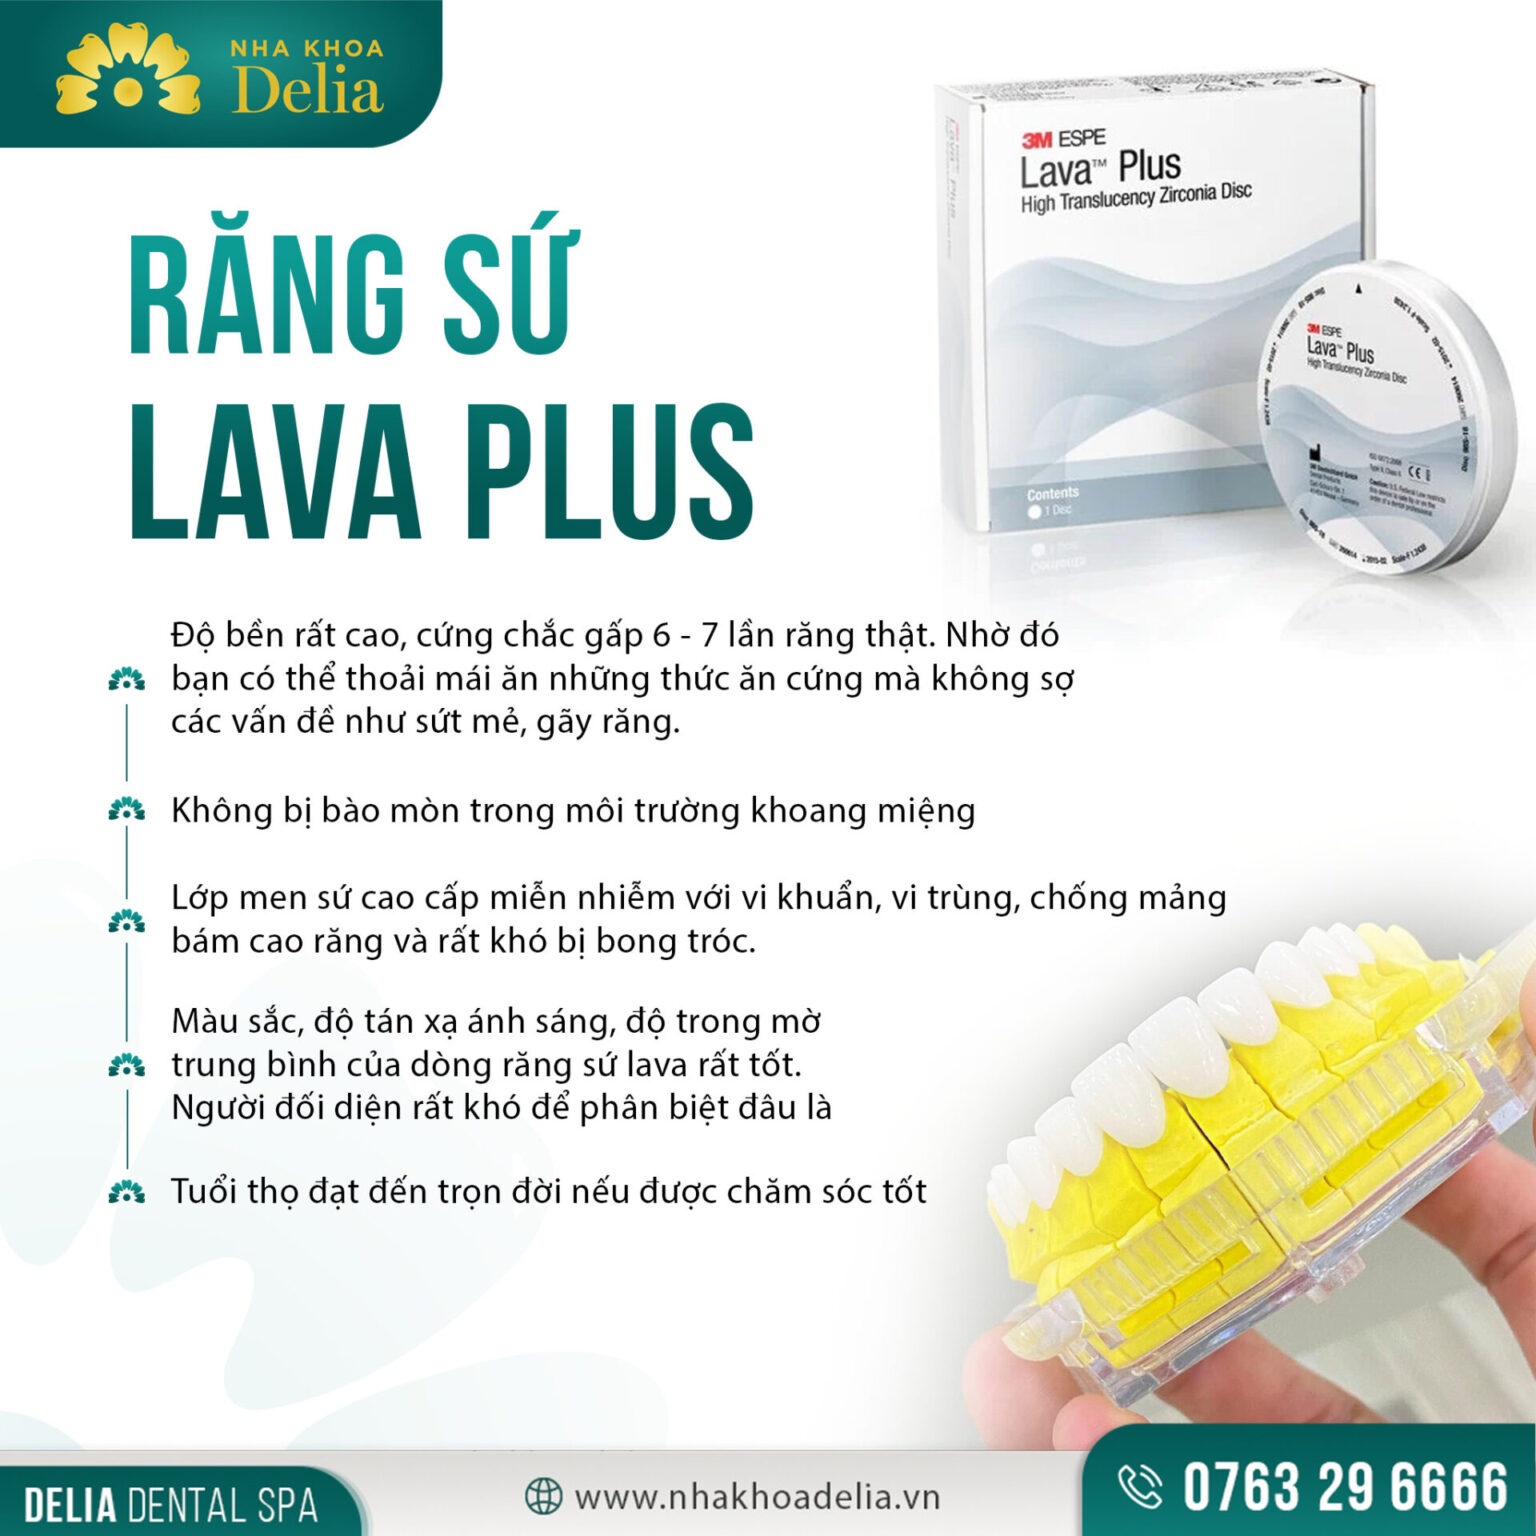 NHA KHOA
Delia
3M ESPE
Lava™ Plus
High Translucency Zirconia Disc
Contents
1 Disc
3M ESPE
Lava™ Plus
High Translucency Zirconia Disc
RĂNG SỨ
LAVA PLUS
Độ bền rất cao, cứng chắc gấp 6 - 7 lần răng thật. Nhờ đó
bạn có thể thoải mái ăn những thức ăn cứng mà không sợ
các vấn đề như sứt mẻ, gãy răng.
Không bị bào mòn trong môi trường khoang miệng
Lớp men sứ cao cấp miễn nhiễm với vi khuẩn, vi trùng, chống mảng
bám cao răng và rất khó bị bong tróc.
Màu sắc, độ tán xạ ánh sáng, độ trong mờ
trung bình của dòng răng sứ lava rất tốt.
Người đối diện rất khó để phân biệt đâu là
Tuổi thọ đạt đến trọn đời nếu được chăm sóc tốt
DELIA DENTAL SPA
www.nhakhoadelia.vn
0763 29 6666